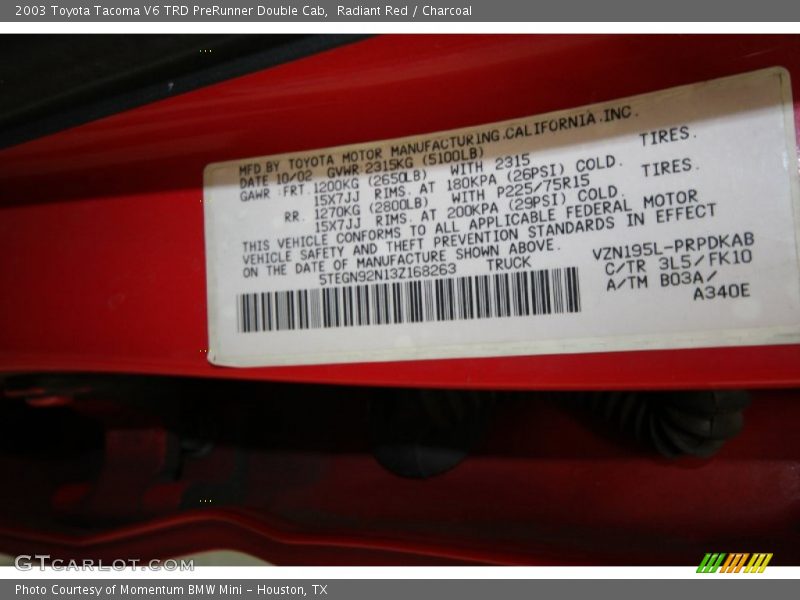 2003 Toyota Tacoma V6 TRD PreRunner Double Cab, Radiant Red / Charcoal
MFD BY TOYOTA MOTOR MANUFACTURING.CALIFORNIA.INC.
DATE 10/02 GVWR 2315KG (5100LB)
GAWR FRT. 1200KG (2650LB) WITH 2315 TIRES.
15X7JJ RIMS. AT 180KPA (26PSI) COLD.
RR. 1270KG (2800LB) WITH P225/75R15 TIRES.
15X7JJ RIMS. AT 200KPA (29PSI) COLD.
THIS VEHICLE CONFORMS TO ALL APPLICABLE FEDERAL MOTOR
VEHICLE SAFETY AND THEFT PREVENTION STANDARDS IN EFFECT
ON THE DATE OF MANUFACTURE SHOWN ABOVE.
5TEGN92N13Z168263 TRUCK
VZN195L-PRPDKAB
C/TR 3L5/FK10
A/TM B03A/
A340E
GTCARLOT.COM
Photo Courtesy of Momentum BMW Mini - Houston, TX